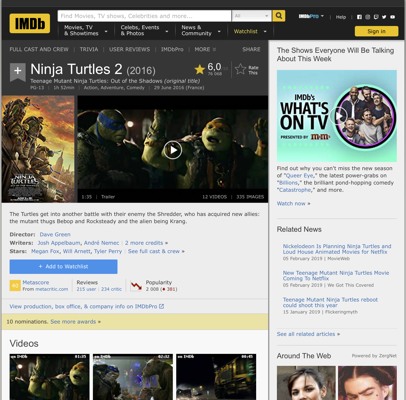 IMDb
Find Movies, TV shows, Celebrities and more...
All
IMDbPro
Help
Movies, TV & Showtimes
Celebs, Events & Photos
News & Community
Watchlist
Sign in
FULL CAST AND CREW | TRIVIA | USER REVIEWS | IMDbPro | MORE
SHARE
Ninja Turtles 2 (2016)
Teenage Mutant Ninja Turtles: Out of the Shadows (original title)
PG-13 | 1h 52min | Action, Adventure, Comedy | 29 June 2016 (France)
6,0
Rate This
1:35 | Trailer
12 VIDEOS | 335 IMAGES
The Turtles get into another battle with their enemy the Shredder, who has acquired new allies:
the mutant thugs Bebop and Rocksteady and the alien being Krang.
Director: Dave Green
Writers: Josh Appelbaum, André Nemec | 2 more credits »
Stars: Megan Fox, Will Arnett, Tyler Perry | See full cast & crew »
+ Add to Watchlist
40
Metascore
From metacritic.com
Reviews
215 user | 234 critic
Popularity
2 008 (381)
View production, box office, & company info on IMDbPro
10 nominations. See more awards »
Videos
01:35
00:32
00:35
The Shows Everyone Will Be Talking
About This Week
IMDb's
WHAT'S
ON TV
PRESENTED BY
Find out why you can't miss the new season
of "Queer Eye," the latest power-grabs on
"Billions," the brilliant pond-hopping comedy
"Catastrophe," and more.
Watch now »
Related News
Nickelodeon Is Planning Ninja Turtles and
Loud House Animated Movies for Netflix
05 February 2019 | MovieWeb
New Teenage Mutant Ninja Turtles Movie
Coming To Netflix
05 February 2019 | We Got This Covered
Teenage Mutant Ninja Turtles reboot
could shoot this year
15 January 2019 | Flickeringmyth
See all related articles »
Around The Web
Powered by ZergNet